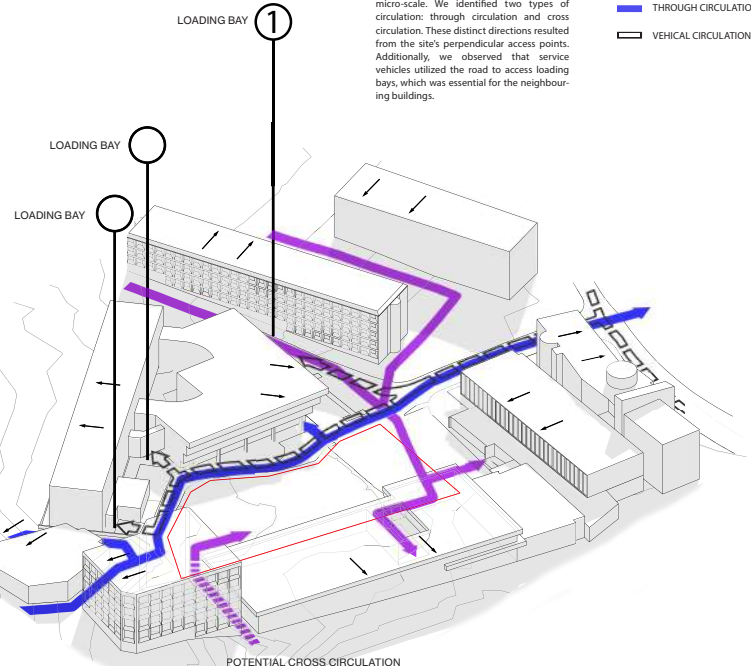 micro-scale. We identified two types of
circulation: through circulation and cross
circulation. These distinct directions resulted
from the site's perpendicular access points.
Additionally, we observed that service
vehicles utilized the road to access loading
bays, which was essential for the neighbour-
ing buildings.
THROUGH CIRCULATIO
VEHICAL CIRCULATION
LOADING BAY 1
LOADING BAY
LOADING BAY
POTENTIAL CROSS CIRCULATION